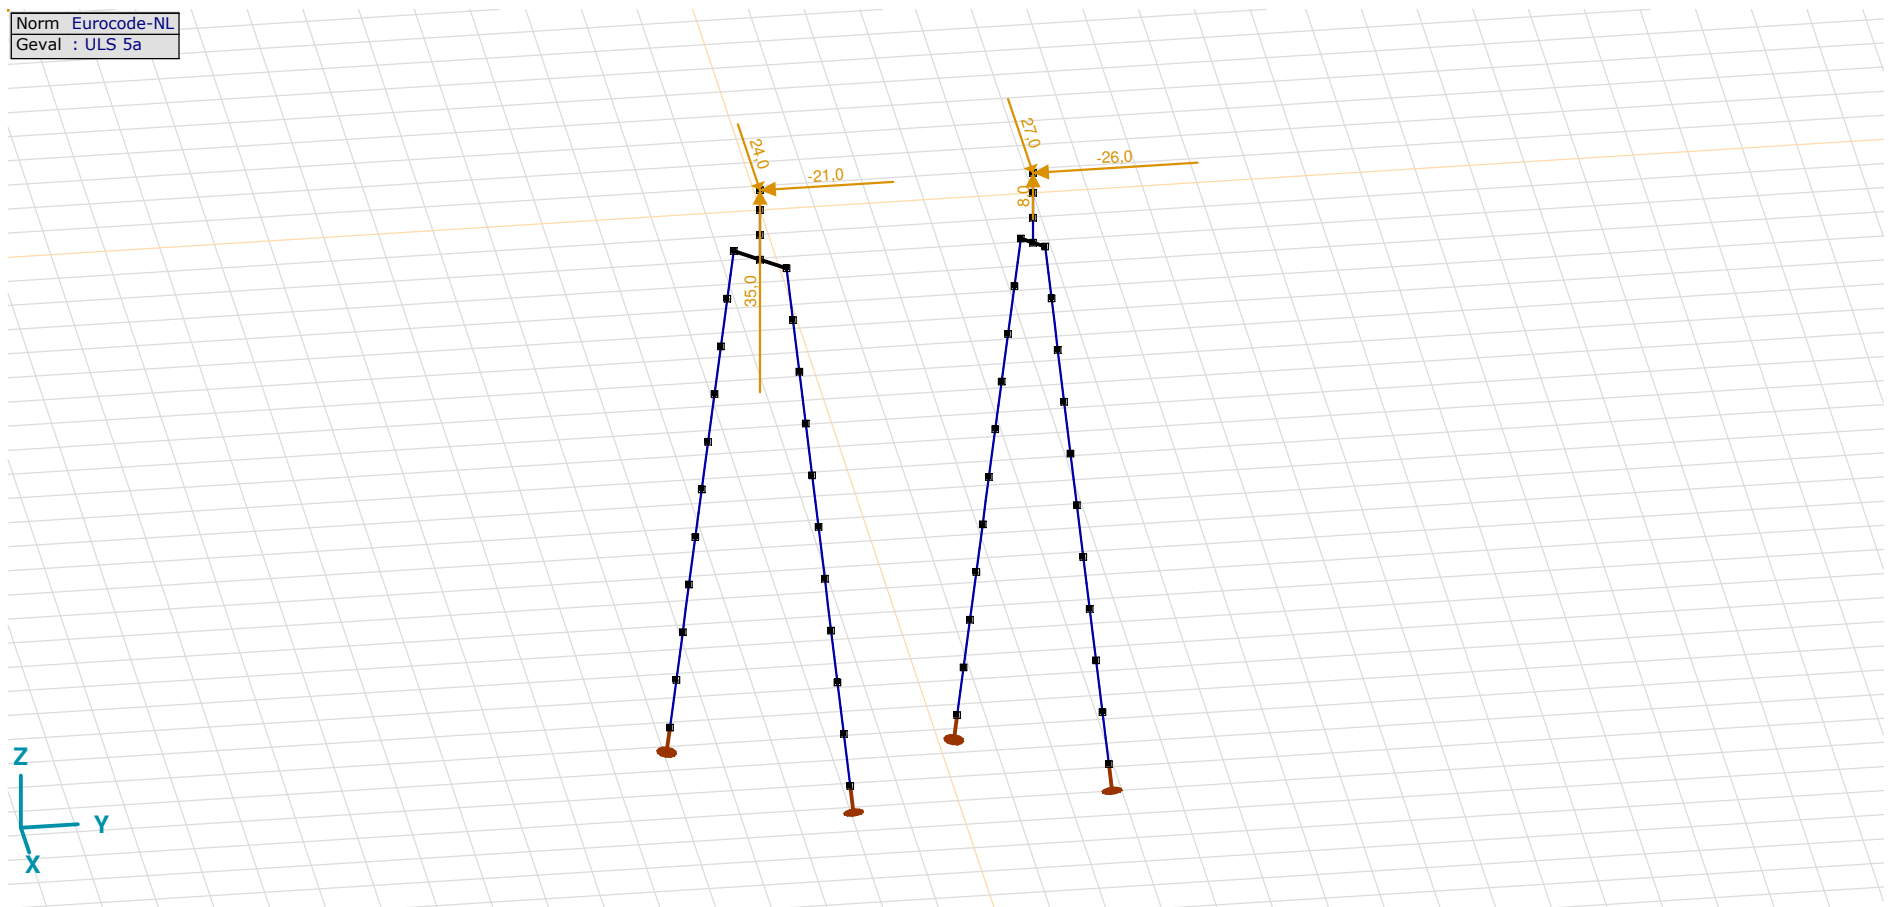 Norm Eurocode-NL
Geval : ULS 5a
27,0
24,0
-26,0
-21,0
8,0
35,0
Z
Y
X